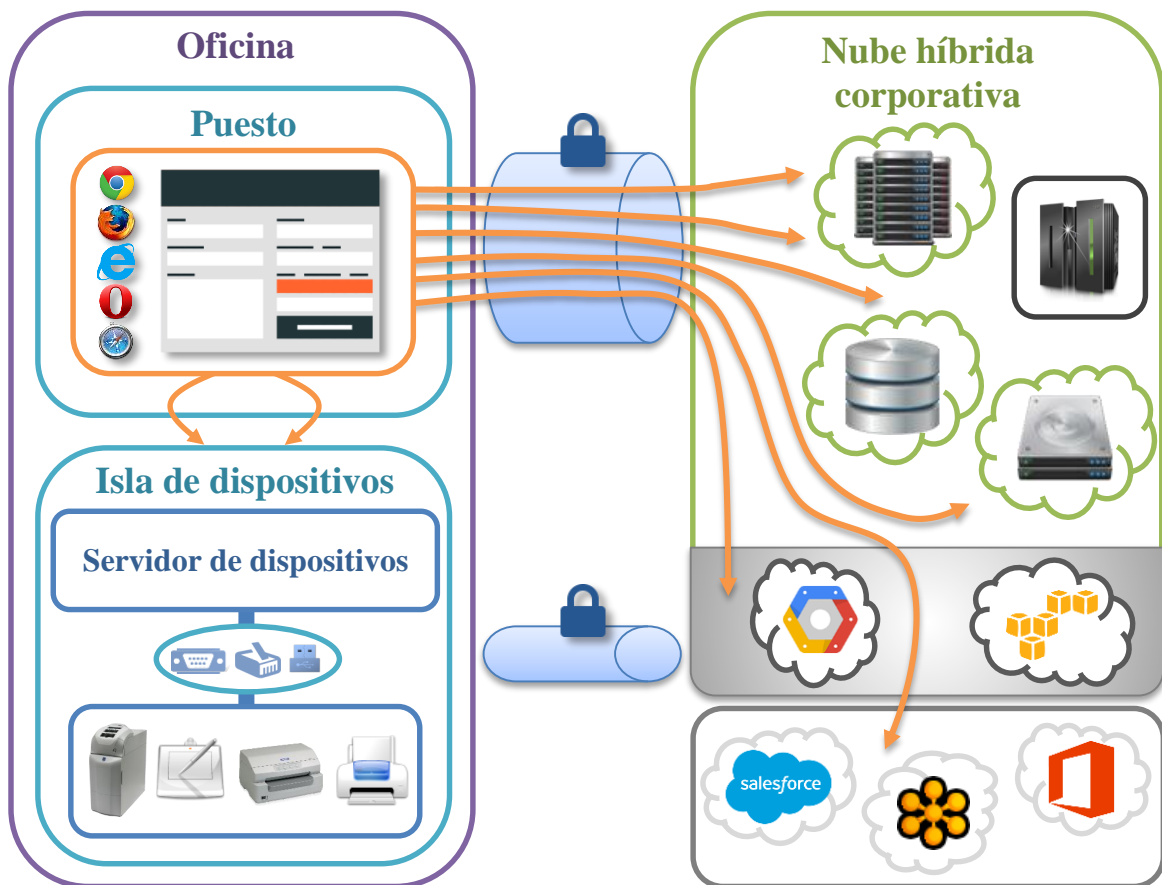 Oficina
Puesto
Isla de dispositivos
Servidor de dispositivos
Nube híbrida
corporativa
salesforce